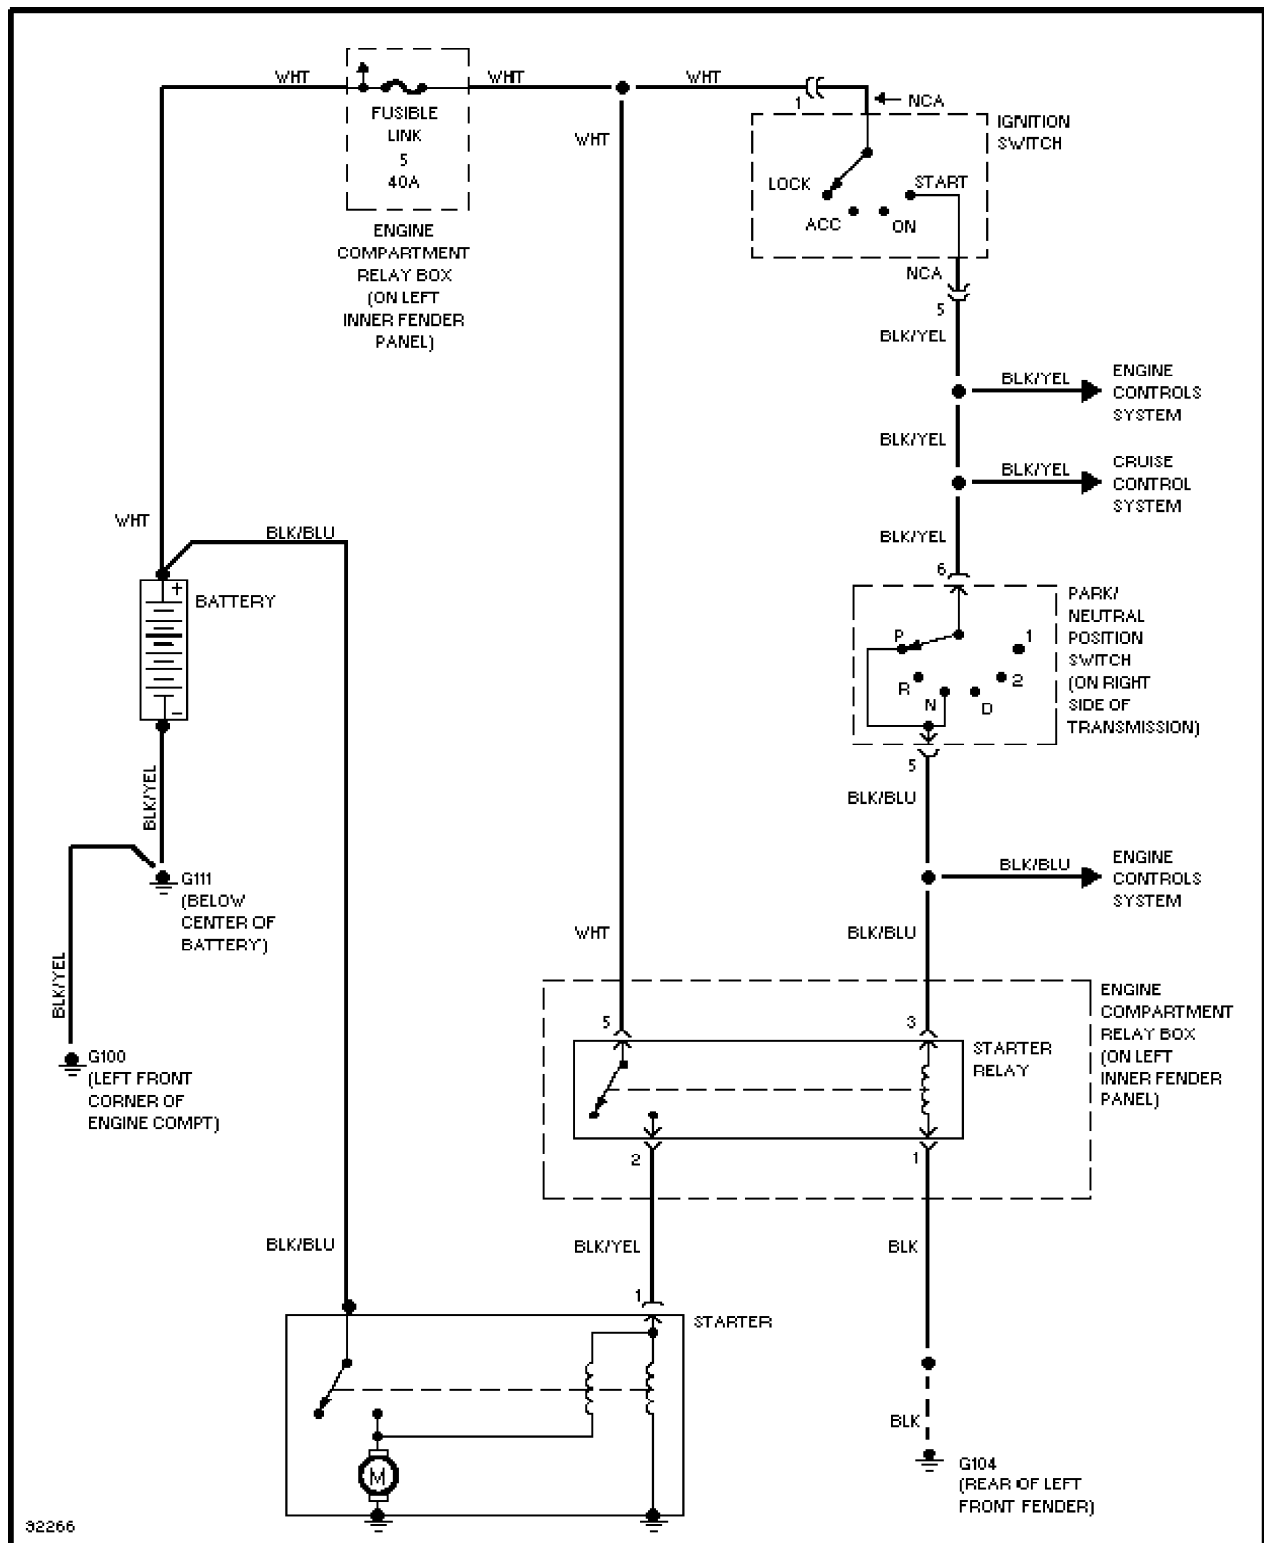 WHT
WHT
WHT
1
NCA
FUSIBLE
LINK
5
40A
WHT
IGNITION
SWITCH
LOCK
START
ACC
ON
ENGINE
COMPARTMENT
RELAY BOX
(ON LEFT
INNER FENDER
PANEL)
NCA
5
BLK/YEL
BLK/YEL
ENGINE
CONTROLS
SYSTEM
BLK/YEL
BLK/YEL
CRUISE
CONTROL
SYSTEM
WHT
BLK/BLU
BLK/YEL
6
+
BATTERY
–
PARK/
NEUTRAL
POSITION
SWITCH
(ON RIGHT
SIDE OF
TRANSMISSION)
P
1
R
2
N
D
5
BLK/YEL
BLK/BLU
BLK/BLU
ENGINE
CONTROLS
SYSTEM
G111
(BELOW
CENTER OF
BATTERY)
WHT
BLK/BLU
BLK/YEL
ENGINE
COMPARTMENT
RELAY BOX
(ON LEFT
INNER FENDER
PANEL)
5
3
STARTER
RELAY
G100
(LEFT FRONT
CORNER OF
ENGINE COMPT)
2
1
BLK/BLU
BLK/YEL
BLK
1
STARTER
M
BLK
G104
(REAR OF LEFT
FRONT FENDER)
92266